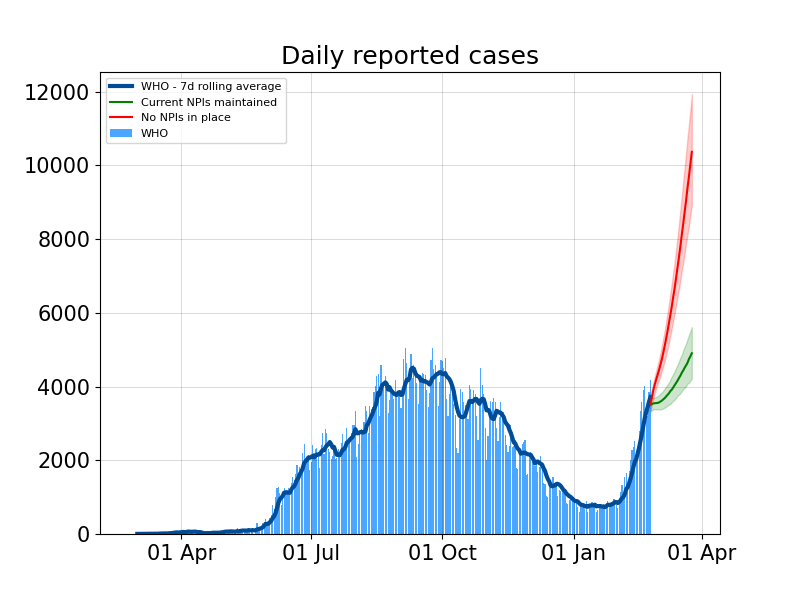 Daily reported cases
12000
10000
8000
6000
4000
2000
0
WHO - 7d rolling average
Current NPIs maintained
No NPIs in place
WHO
01 Apr 01 Jul 01 Oct 01 Jan 01 Apr